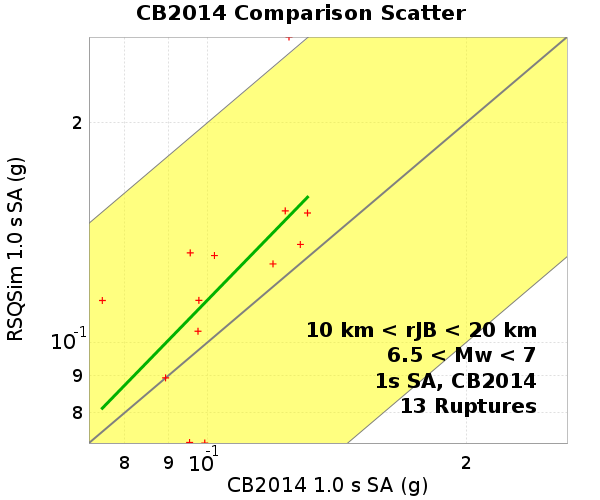 CB2014 Comparison Scatter
RSQSim 1.0 s SA (g)
2
10-1
9
8
10 km < rJB < 20 km
6.5 < Mw < 7
1s SA, CB2014
13 Ruptures
8 9 10-1 2
CB2014 1.0 s SA (g)